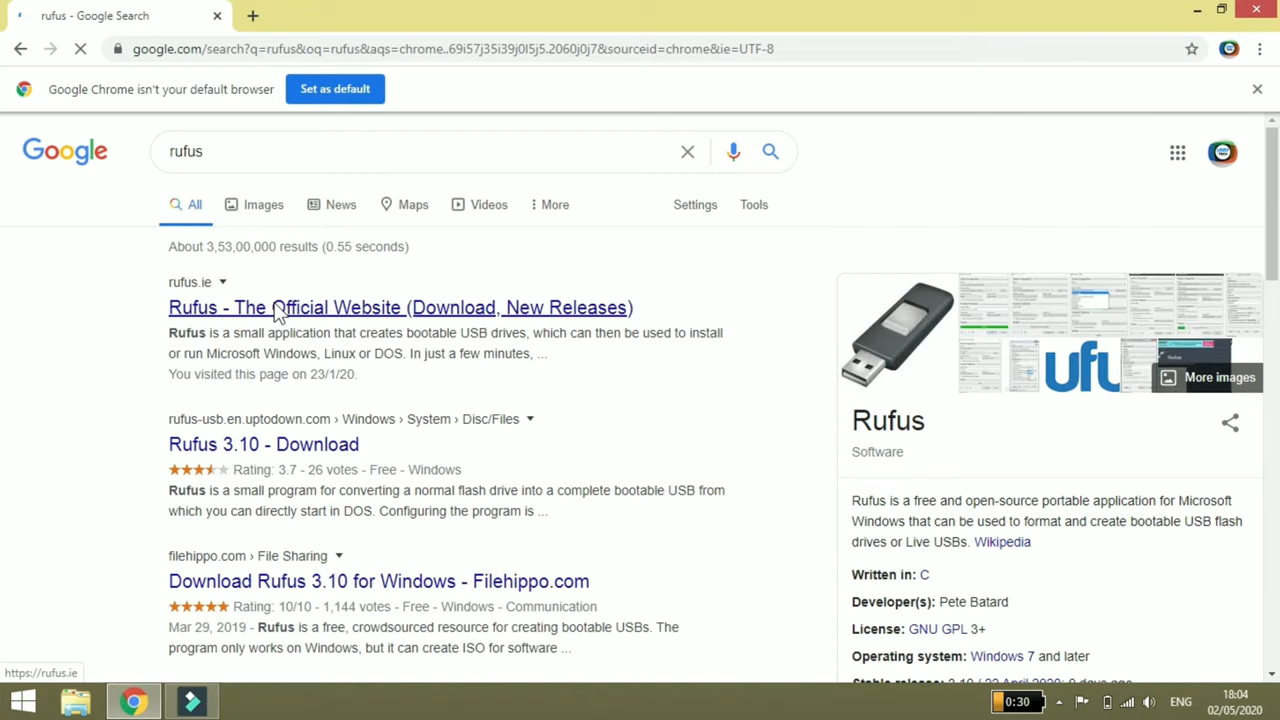 rufus - Google Search
google.com/search?q=rufus&oq=rufus&aqs=chrome..69i57j35i39j0l5j5.2060j0j7&sourceid=chrome&ie=UTF-8
Google Chrome isn't your default browser
Set as default
Google
rufus
All
Images
News
Maps
Videos
More
Settings
Tools
About 3,53,00,000 results (0.55 seconds)
rufus.ie
Rufus - The Official Website (Download, New Releases)
Rufus is a small application that creates bootable USB drives, which can then be used to install
or run Microsoft Windows, Linux or DOS. In just a few minutes, ...
You visited this page on 23/1/20.
rufus-usb.en.uptodown.com › Windows › System › Disc/Files
Rufus 3.10 - Download
Rating: 3.7 - 26 votes - Free - Windows
Rufus is a small program for converting a normal flash drive into a complete bootable USB from
which you can directly start in DOS. Configuring the program is ...
filehippo.com › File Sharing
Download Rufus 3.10 for Windows - Filehippo.com
Rating: 10/10 - 1,144 votes - Free - Windows - Communication
Mar 29, 2019 - Rufus is a free, crowdsourced resource for creating bootable USBs. The
program only works on Windows, but it can create ISO for software ...
More images
Rufus
Software
Rufus is a free and open-source portable application for Microsoft
Windows that can be used to format and create bootable USB flash
drives or Live USBs. Wikipedia
Written in: C
Developer(s): Pete Batard
License: GNU GPL 3+
Operating system: Windows 7 and later
Stable release: 3.10 / 22 April 2020; 9 days ago
https://rufus.ie
0:30
ENG
18:04
02/05/2020